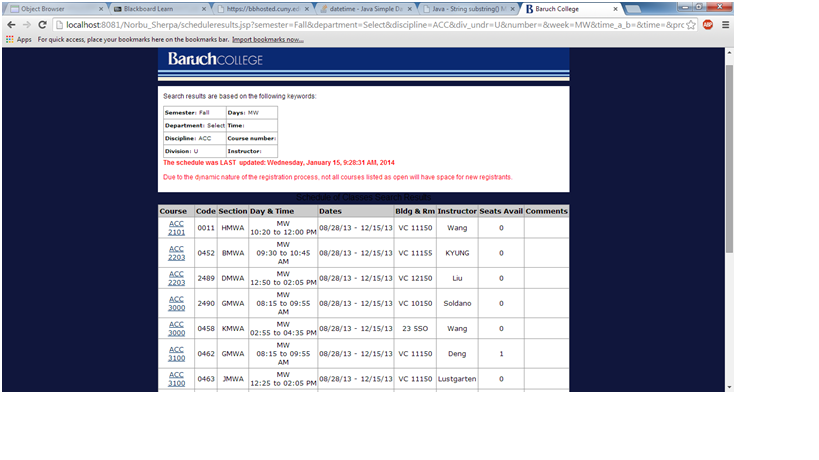 Object Browser
Blackboard Learn
https://bbhosted.cuny.edu
datetime - Java Simple Da
Java - String substring() M
Baruch College
localhost:8081/Norbu_Sherpa/scheduleresults.jsp?semester=Fall&department=Select&discipline=ACC&div_undr=U&number=&week=MW&time_a_b=&time=&pro
ABP
Apps For quick access, place your bookmarks here on the bookmarks bar. Import bookmarks now...
Baruch COLLEGE
Search results are based on the following keywords:
Semester: Fall Days: MW
Department: Select Time:
Discipline: ACC Course number:
Division: U Instructor:
The schedule was LAST updated: Wednesday, January 15, 9:28:31 AM, 2014
Due to the dynamic nature of the registration process, not all courses listed as open will have space for new registrants.
Schedule of Classes Search Results
Course Code Section Day & Time Dates Bldg & Rm Instructor Seats Avail Comments
ACC 2101 0011 HMWA MW 10:20 to 12:00 PM 08/28/13 - 12/15/13 VC 11150 Wang 0
ACC 2203 0452 BMWA MW 09:30 to 10:45 AM 08/28/13 - 12/15/13 VC 11155 KYUNG 0
ACC 2203 2489 DMWA MW 12:50 to 02:05 PM 08/28/13 - 12/15/13 VC 12150 Liu 0
ACC 3000 2490 GMWA MW 08:15 to 09:55 AM 08/28/13 - 12/15/13 VC 10150 Soldano 0
ACC 3000 0458 KMWA MW 02:55 to 04:35 PM 08/28/13 - 12/15/13 23 5SO Wang 0
ACC 3100 0462 GMWA MW 08:15 to 09:55 AM 08/28/13 - 12/15/13 VC 11150 Deng 1
ACC 3100 0463 JMWA MW 12:25 to 02:05 PM 08/28/13 - 12/15/13 VC 11150 Lustgarten 0